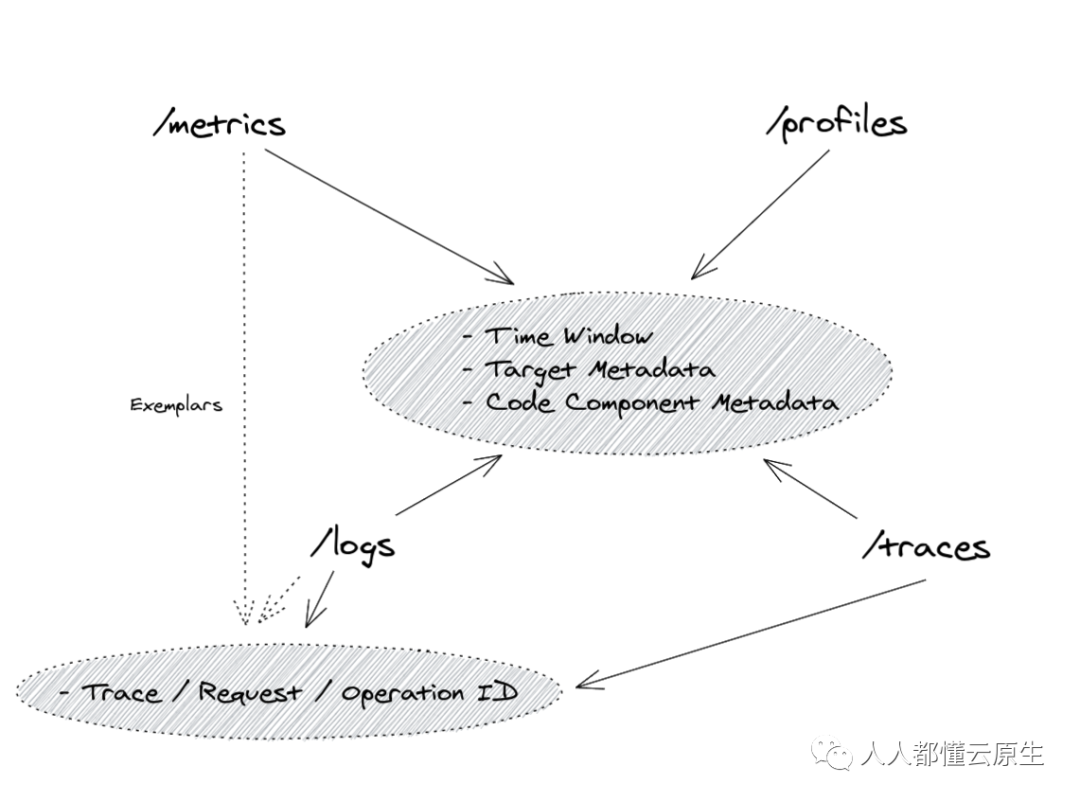 /metrics
/profiles
- Time Window
- Target Metadata
- Code Component Metadata
Exemplars
/logs
/traces
- Trace / Request / Operation ID
人人都懂云原生